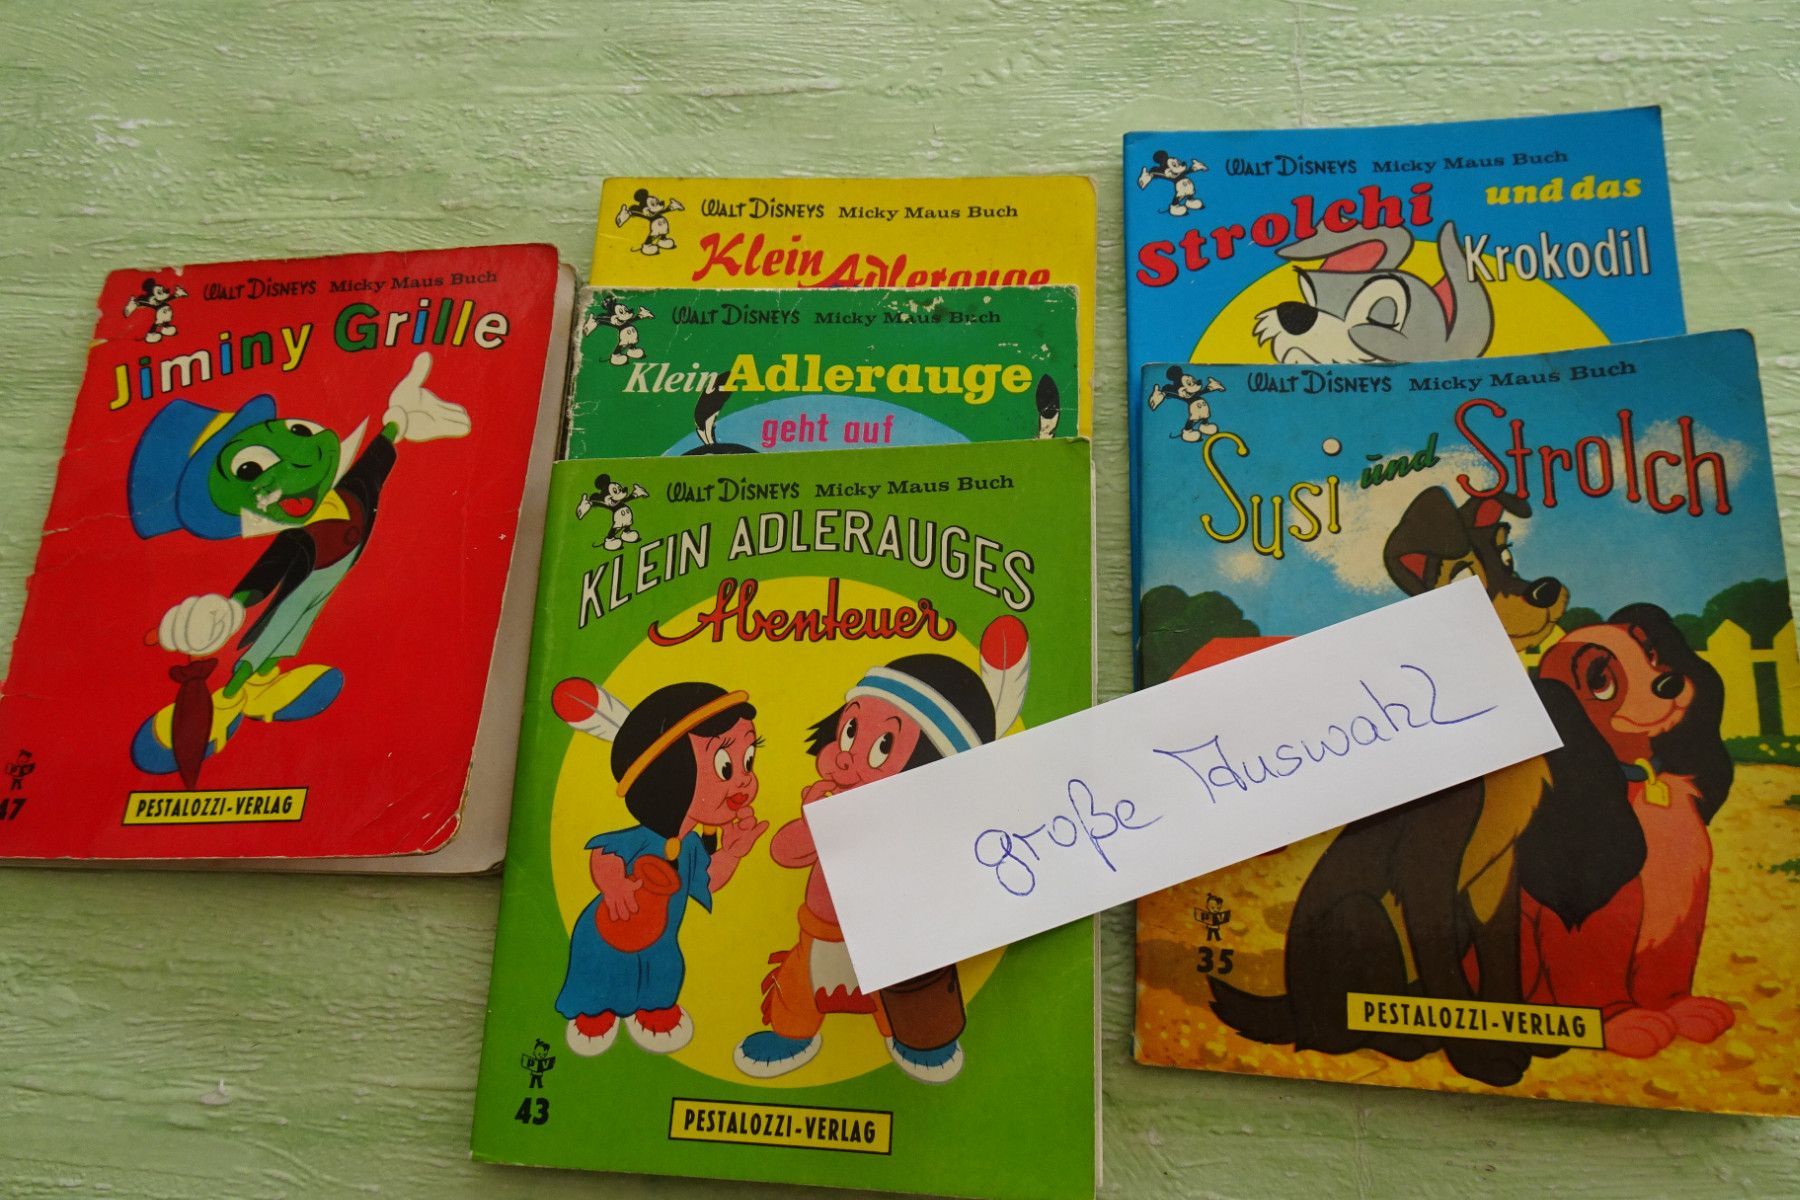 WALT DISNEYS Micky Maus Buch
Jiminy Grille
47
PESTALOZZI-VERLAG
WALT DISNEYS Micky Maus Buch
Klein Adlerauge
WALT DISNEYS Micky Maus Buch
Klein Adlerauge
geht auf
WALT DISNEYS Micky Maus Buch
KLEIN ADLERAUGES
Abenteuer
PV
43
PESTALOZZI-VERLAG
WALT DISNEYS Micky Maus Buch
Strolchi und das
Krokodil
WALT DISNEYS Micky Maus Buch
Susi und Strolch
große Auswahl
PV
35
PESTALOZZI-VERLAG